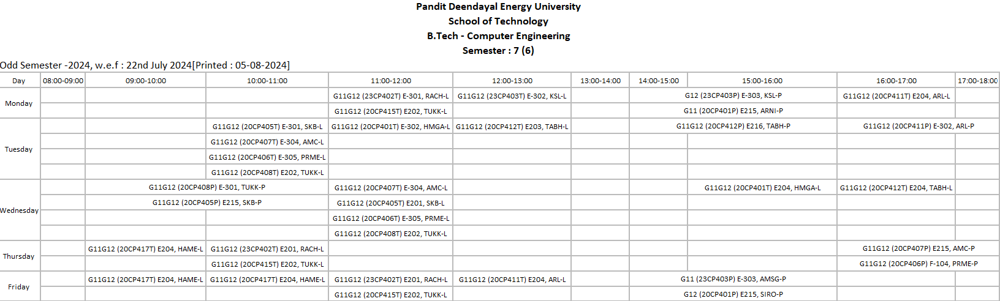 Pandit Deendayal Energy University
School of Technology
B.Tech - Computer Engineering
Semester : 7 (6)
Odd Semester -2024, w.e.f : 22nd July 2024[Printed : 05-08-2024]
Day 08:00-09:00 09:00-10:00 10:00-11:00 11:00-12:00 12:00-13:00 13:00-14:00 14:00-15:00 15:00-16:00 16:00-17:00 17:00-18:00
Monday
G11G12 (23CP402T) E-301, RACH-L G11G12 (23CP403T) E-302, KSL-L G12 (23CP403P) E-303, KSL-P G11G12 (20CP411T) E204, ARL-L
G11G12 (20CP415T) E202, TUKK-L G11 (20CP401P) E215, ARNI-P
Tuesday
G11G12 (20CP405T) E-301, SKB-L G11G12 (20CP401T) E-302, HMGA-L G11G12 (20CP412T) E203, TABH-L G11G12 (20CP412P) E216, TABH-P G11G12 (20CP411P) E-302, ARL-P
G11G12 (20CP407T) E-304, AMC-L
G11G12 (20CP406T) E-305, PRME-L
G11G12 (20CP408T) E202, TUKK-L
Wednesday
G11G12 (20CP408P) E-301, TUKK-P G11G12 (20CP407T) E-304, AMC-L G11G12 (20CP401T) E204, HMGA-L G11G12 (20CP412T) E204, TABH-L
G11G12 (20CP405P) E215, SKB-P G11G12 (20CP405T) E201, SKB-L
G11G12 (20CP406T) E-305, PRME-L
G11G12 (20CP408T) E202, TUKK-L
Thursday
G11G12 (20CP417T) E204, HAME-L G11G12 (23CP402T) E201, RACH-L G11G12 (20CP407P) E215, AMC-P
G11G12 (20CP415T) E202, TUKK-L G11G12 (20CP406P) F-104, PRME-P
Friday
G11G12 (20CP417T) E204, HAME-L G11G12 (20CP417T) E204, HAME-L G11G12 (23CP402T) E201, RACH-L G11G12 (20CP411T) E204, ARL-L G11 (23CP403P) E-303, AMSG-P
G11G12 (20CP415T) E202, TUKK-L G12 (20CP401P) E215, SIRO-P